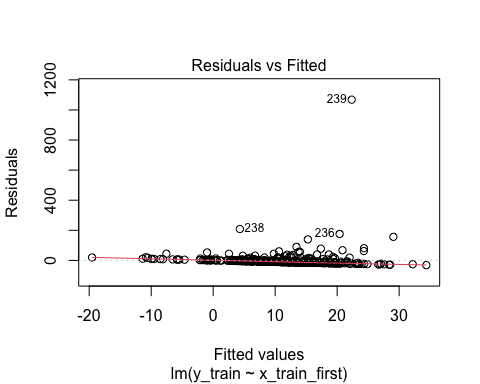 Residuals vs Fitted
Residuals
1200
800
400
0
239
238
236
-20 -10 0 10 20 30
Fitted values
lm(y_train ~ x_train_first)